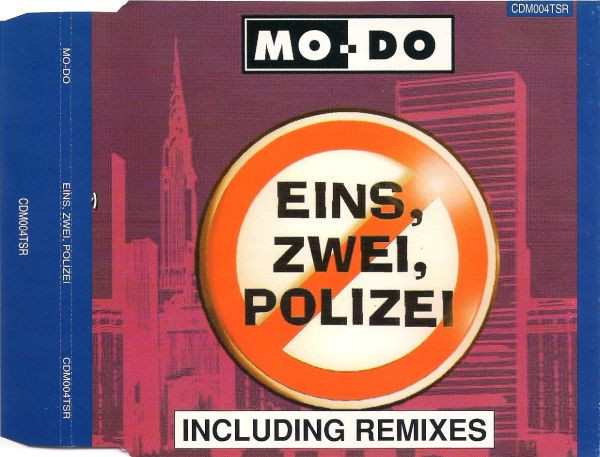 CDM004TSR
MO-DO
EINS, ZWEI, POLIZEI
CDM004TSR
CDM004TSR
MO-DO
EINS,
ZWEI,
POLIZEI
INCLUDING REMIXES